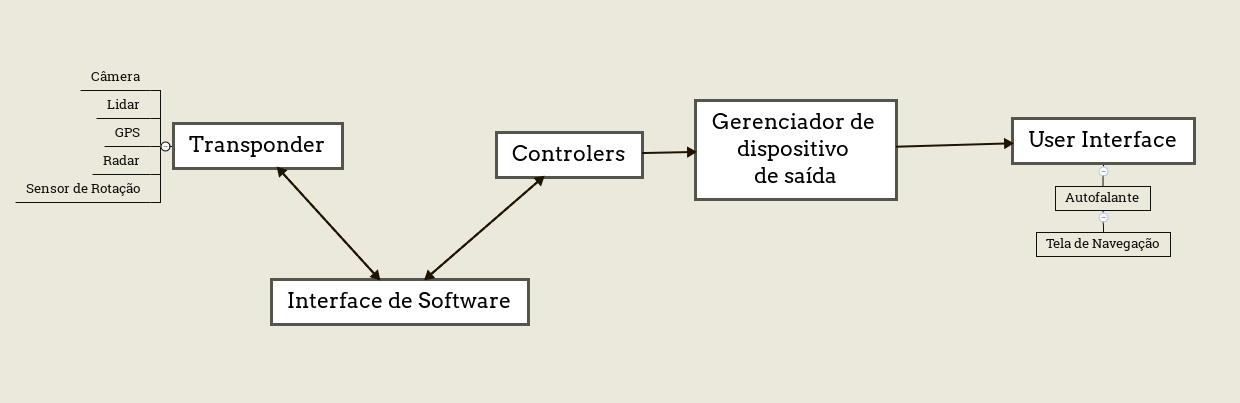 Câmera
Lidar
GPS
Radar
Sensor de Rotação
Transponder
Interface de Software
Controlers
Gerenciador de
dispositivo
de saída
User Interface
Autofalante
Tela de Navegação